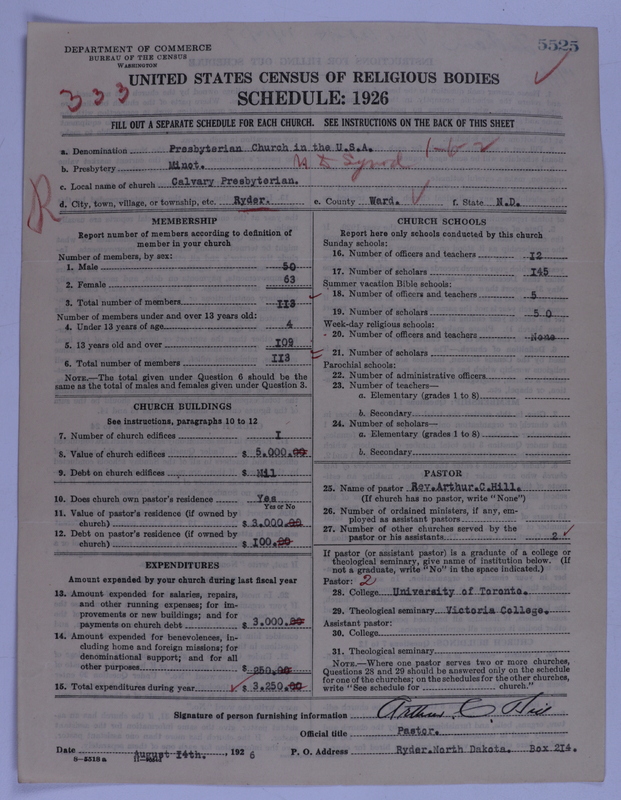 5525
DEPARTMENT OF COMMERCE
BUREAU OF THE CENSUS
WASHINGTON
UNITED STATES CENSUS OF RELIGIOUS BODIES
333
SCHEDULE: 1926
FILL OUT A SEPARATE SCHEDULE FOR EACH CHURCH. SEE INSTRUCTIONS ON THE BACK OF THIS SHEET
a. Denomination Presbyterian Church in the U.S.A.
b. Presbytery Minot. Synod
c. Local name of church Calvary Presbyterian.
R
d. City, town, village, or township, etc. Ryder. e. County Ward. f. State N.D.
MEMBERSHIP
Report number of members according to definition of
member in your church
Number of members, by sex:
1. Male 50
2. Female 63
3. Total number of members 113
Number of members under and over 13 years old:
4. Under 13 years of age 4
5. 13 years old and over 109
6. Total number of members 113
NOTE.—The total given under Question 6 should be the
same as the total of males and females given under Question 3.
CHURCH BUILDINGS
See instructions, paragraphs 10 to 12
7. Number of church edifices I
8. Value of church edifices $ 5.000.00
9. Debt on church edifices $ Nil
10. Does church own pastor's residence Yes
Yes or No
11. Value of pastor's residence (if owned by
church) $ 3.000.00
12. Debt on pastor's residence (if owned by
church) $ I00.00
EXPENDITURES
Amount expended by your church during last fiscal year
13. Amount expended for salaries, repairs,
and other running expenses; for im-
provements or new buildings; and for
payments on church debt $ 3.000.00
14. Amount expended for benevolences, in-
cluding home and foreign missions; for
denominational support; and for all
other purposes $ 250.00
15. Total expenditures during year $ 3.250.00
CHURCH SCHOOLS
Report here only schools conducted by this church
Sunday schools:
16. Number of officers and teachers I2
17. Number of scholars I45
Summer vacation Bible schools:
18. Number of officers and teachers 5
19. Number of scholars 5 0
Week-day religious schools:
20. Number of officers and teachers None
21. Number of scholars
Parochial schools:
22. Number of administrative officers
23. Number of teachers—
a. Elementary (grades 1 to 8)
b. Secondary
24. Number of scholars—
a. Elementary (grades 1 to 8)
b. Secondary
PASTOR
25. Name of pastor Rev.Arthur.C.Hill.
(If church has no pastor, write "None")
26. Number of ordained ministers, if any, em-
ployed as assistant pastors
27. Number of other churches served by the
pastor or his assistants 2
If pastor (or assistant pastor) is a graduate of a college or
theological seminary, give name of institution below. (If
not a graduate, write "No" in the space indicated.)
Pastor: 2
28. College University of Toronto.
29. Theological seminary Victoria College.
Assistant pastor:
30. College
31. Theological seminary
NOTE.—Where one pastor serves two or more churches,
Questions 28 and 29 should be answered only on the schedule
for one of the churches; on the schedules for the other churches,
write "See schedule for church."
Signature of person furnishing information Arthur C. Hill
Official title Pastor.
Date August I4th. , 192 6 P. O. Address Ryder.North Dakota. Box 2I4.
8—5518a